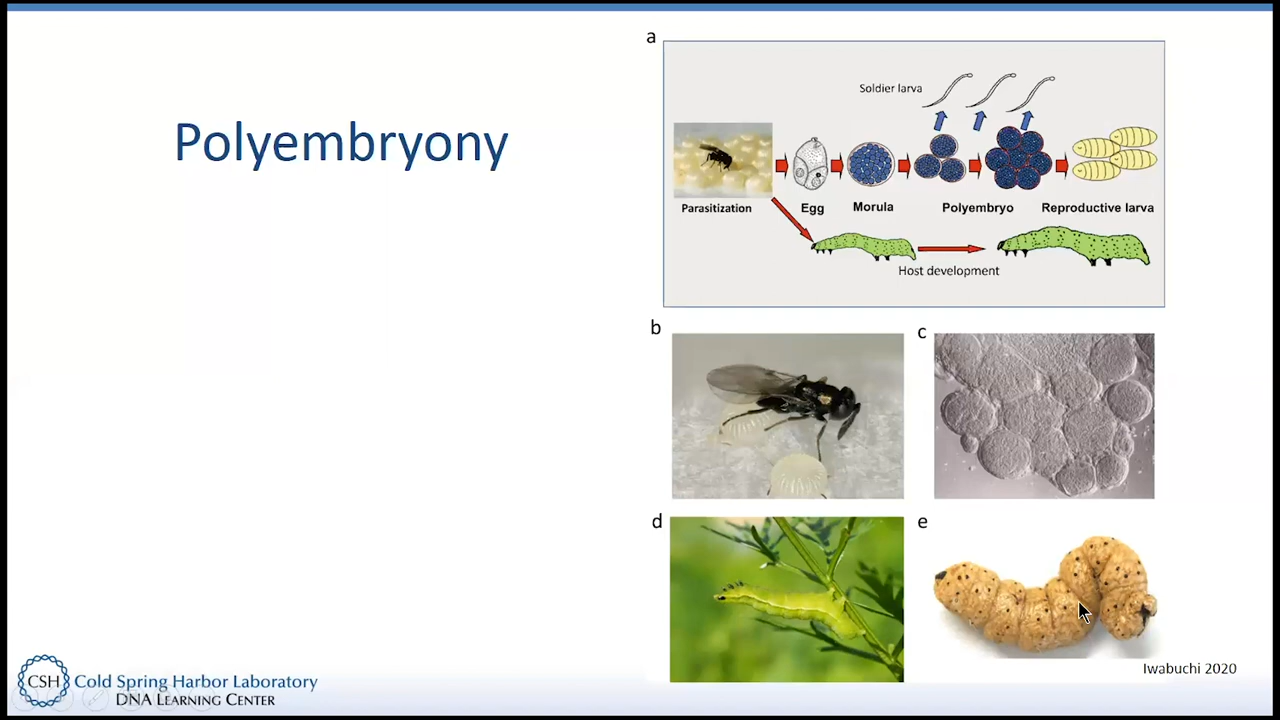 Polyembryony
a
Soldier larva
Parasitization
Egg
Morula
Polyembryo
Reproductive larva
Host development
b
c
d
e
Iwabuchi 2020
CSH Cold Spring Harbor Laboratory
DNA LEARNING CENTER